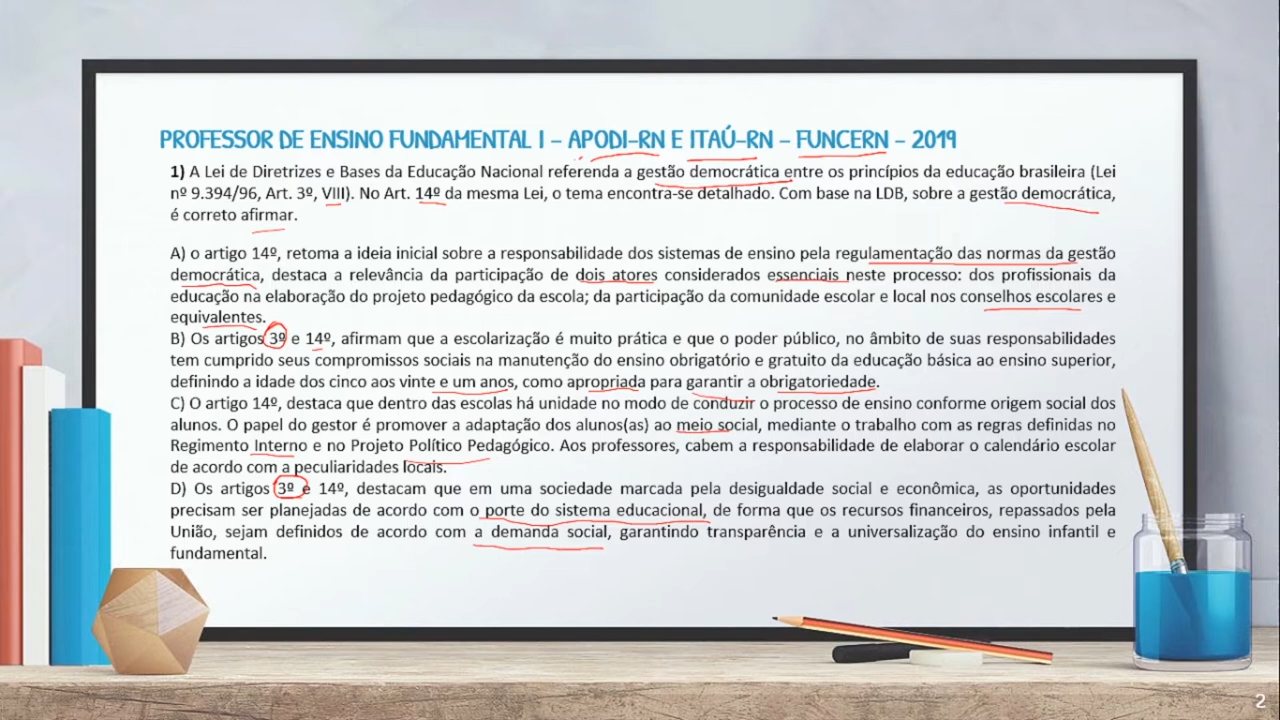 PROFESSOR DE ENSINO FUNDAMENTAL I – APODI-RN E ITAÚ-RN – FUNCERN – 2019
1) A Lei de Diretrizes e Bases da Educação Nacional referenda a gestão democrática entre os princípios da educação brasileira (Lei
nº 9.394/96, Art. 3º, VIII). No Art. 14º da mesma Lei, o tema encontra-se detalhado. Com base na LDB, sobre a gestão democrática,
é correto afirmar.
A) o artigo 14º, retoma a ideia inicial sobre a responsabilidade dos sistemas de ensino pela regulamentação das normas da gestão
democrática, destaca a relevância da participação de dois atores considerados essenciais neste processo: dos profissionais da
educação na elaboração do projeto pedagógico da escola; da participação da comunidade escolar e local nos conselhos escolares e
equivalentes.
B) Os artigos 3º e 14º, afirmam que a escolarização é muito prática e que o poder público, no âmbito de suas responsabilidades
tem cumprido seus compromissos sociais na manutenção do ensino obrigatório e gratuito da educação básica ao ensino superior,
definindo a idade dos cinco aos vinte e um anos, como apropriada para garantir a obrigatoriedade.
C) O artigo 14º, destaca que dentro das escolas há unidade no modo de conduzir o processo de ensino conforme origem social dos
alunos. O papel do gestor é promover a adaptação dos alunos(as) ao meio social, mediante o trabalho com as regras definidas no
Regimento Interno e no Projeto Político Pedagógico. Aos professores, cabem a responsabilidade de elaborar o calendário escolar
de acordo com a peculiaridades locais.
D) Os artigos 3º e 14º, destacam que em uma sociedade marcada pela desigualdade social e econômica, as oportunidades
precisam ser planejadas de acordo com o porte do sistema educacional, de forma que os recursos financeiros, repassados pela
União, sejam definidos de acordo com a demanda social, garantindo transparência e a universalização do ensino infantil e
fundamental.
2